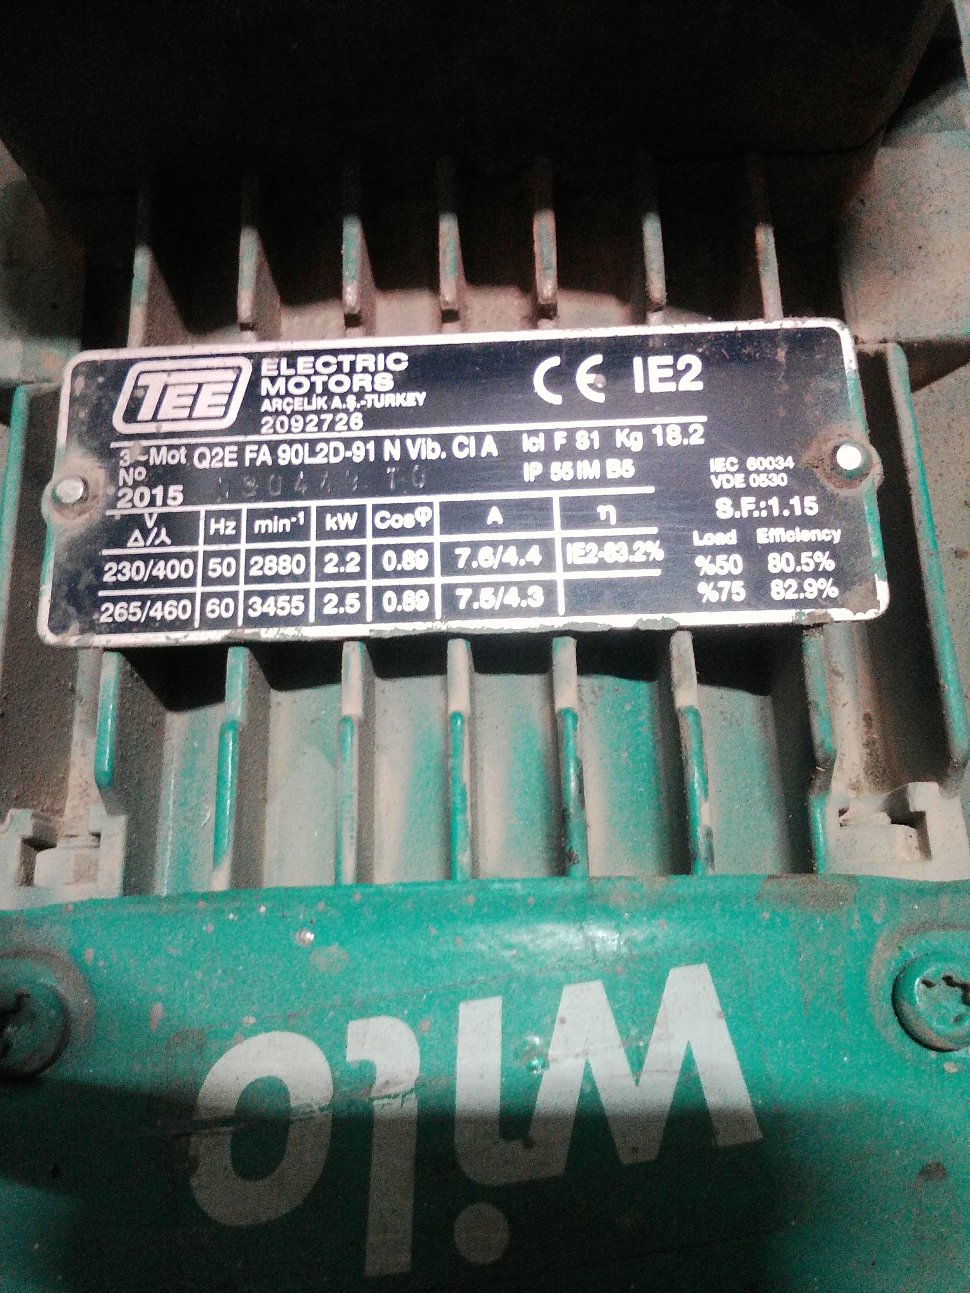 TEE
ELECTRIC
MOTORS
ARÇELİK A.Ş.-TURKEY
2092726
CE IE2
3 ~Mot Q2E FA 90L2D-91 N Vib. Cl A Icl F S1 Kg 18.2
No
2015
IP 55 IM B5
IEC 60034
VDE 0530
S.F.:1.15
V Δ/⅄ Hz min⁻¹ kW Cosφ A η
230/400 50 2880 2.2 0.89 7.6/4.4 IE2-83.2%
265/460 60 3455 2.5 0.89 7.5/4.3
Load Efficiency
%50 80.5%
%75 82.9%
wilo